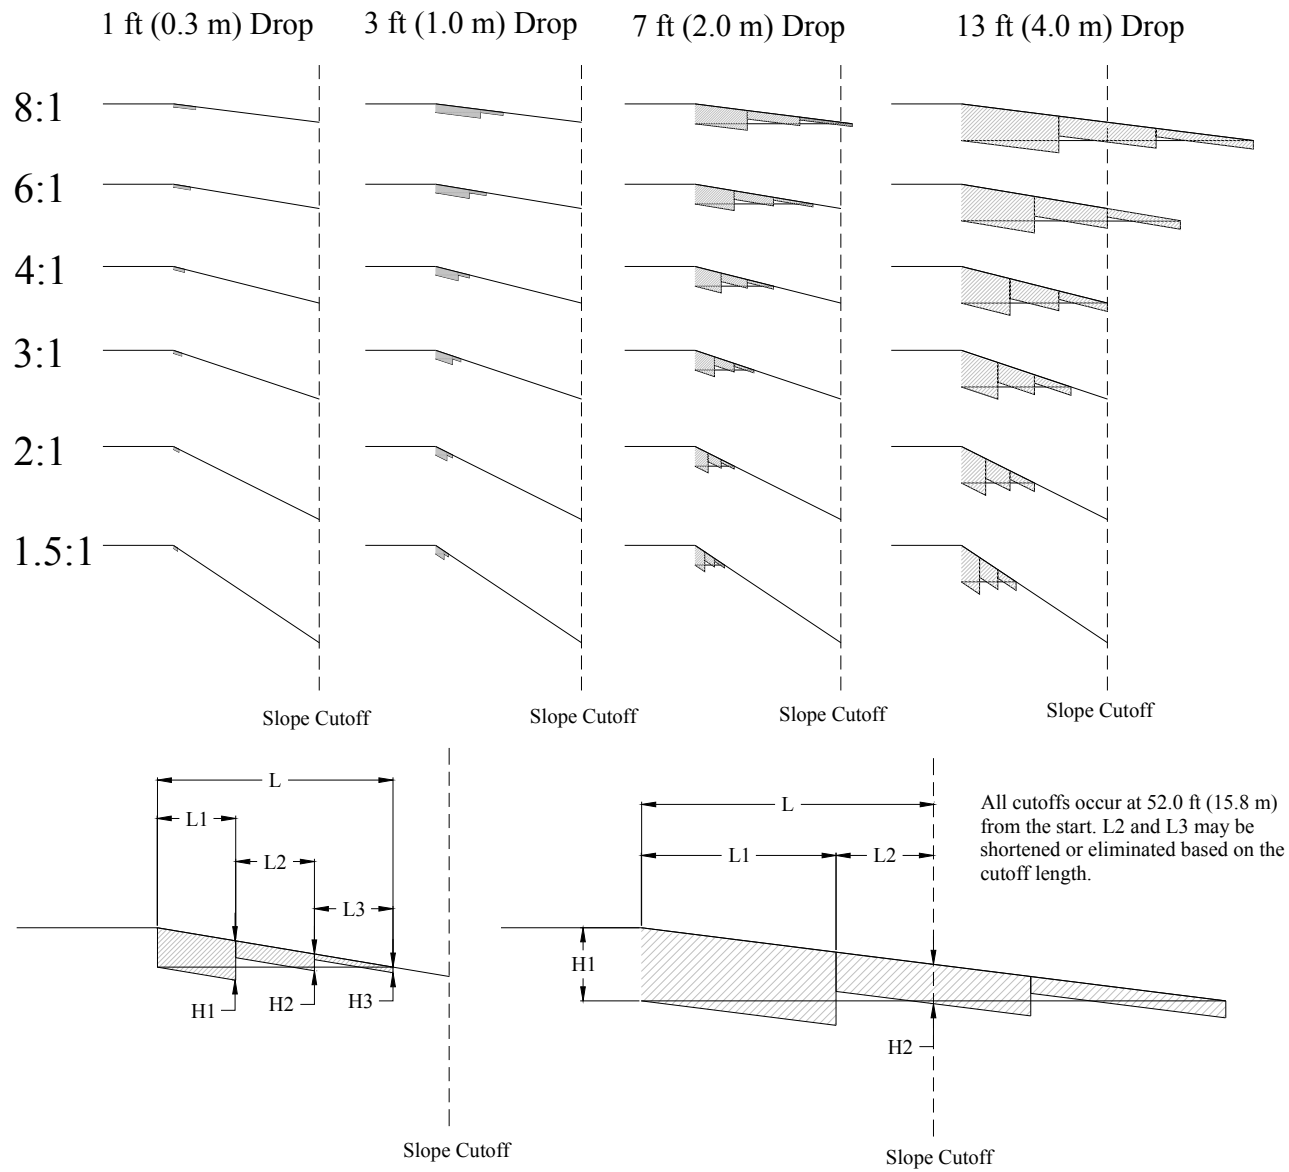 1 ft (0.3 m) Drop
3 ft (1.0 m) Drop
7 ft (2.0 m) Drop
13 ft (4.0 m) Drop
8:1
6:1
4:1
3:1
2:1
1.5:1
Slope Cutoff
Slope Cutoff
Slope Cutoff
Slope Cutoff
L
L1
L2
L3
H1
H2
H3
Slope Cutoff
L
L1
L2
H1
H2
Slope Cutoff
All cutoffs occur at 52.0 ft (15.8 m)
from the start. L2 and L3 may be
shortened or eliminated based on the
cutoff length.